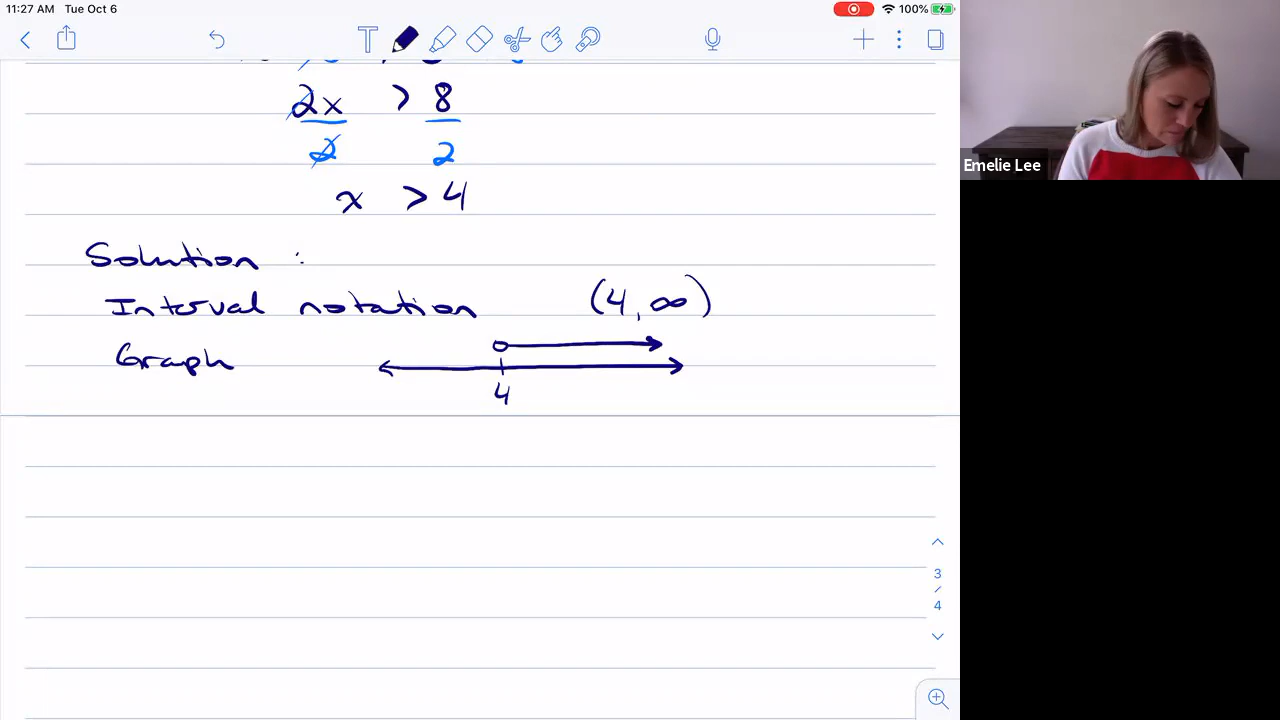 11:27 AM Tue Oct 6
100%
T
2x > 8
2 2
x > 4
Solution :
Interval notation (4, ∞)
Graph
4
3
/
4
Emelie Lee